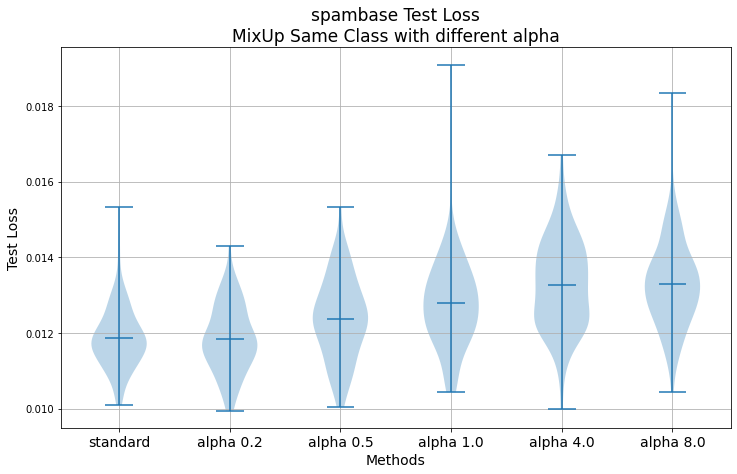 spambase Test Loss
MixUp Same Class with different alpha
0.018
0.016
0.014
0.012
0.010
Test Loss
standard alpha 0.2 alpha 0.5 alpha 1.0 alpha 4.0 alpha 8.0
Methods